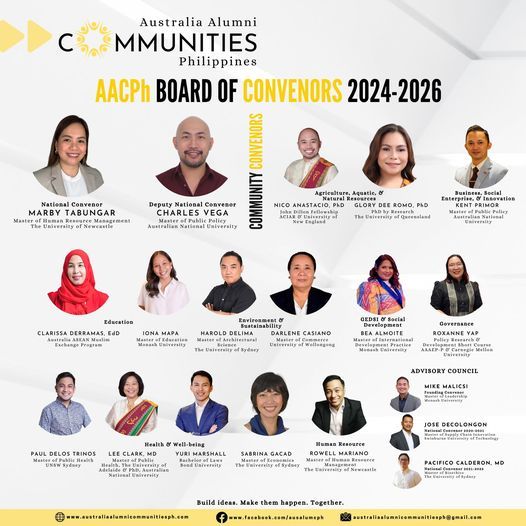 Australia Alumni
COMMUNITIES
Philippines
AACPh BOARD OF CONVENORS 2024-2026
COMMUNITY CONVENORS
National Convenor
MARBY TABUNGAR
Master of Human Resource Management
The University of Newcastle
Deputy National Convenor
CHARLES VEGA
Master of Public Policy
Australian National University
Agriculture, Aquatic, &
Natural Resources
NICO ANASTACIO, PhD
John Dillon Fellowship
ACIAR & University of
New England
GLORY DEE ROMO, PhD
PhD by Research
The University of Queensland
Business, Social
Enterprise, & Innovation
KENT PRIMOR
Master of Public Policy
Australian National
University
Education
CLARISSA DERRAMAS, EdD
Australia ASEAN Muslim
Exchange Program
IONA MAPA
Master of Education
Monash University
Environment &
Sustainability
HAROLD DELIMA
Master of Architectural
Science
The University of Sydney
DARLENE CASIANO
Master of Commerce
University of Wollongong
GEDSI & Social
Development
BEA ALMOITE
Master of International
Development Practice
Monash University
Governance
ROXANNE YAP
Policy Research &
Development Short Course
AAAEP-P & Carnegie Mellon
University
PAUL DELOS TRINOS
Master of Public Health
UNSW Sydney
Health & Well-being
LEE CLARK, MD
Master of Public
Health, The University of
Adelaide & PhD, Australian
National University
YURI MARSHALL
Bachelor of Laws
Bond University
SABRINA GACAD
Master of Economics
The University of Sydney
Human Resource
ROWELL MARIANO
Master of Human Resource
Management
The University of Newcastle
ADVISORY COUNCIL
MIKE MALICSI
Founding Convenor
Master of Leadership
Monash University
JOSE DECOLONGON
National Convenor 2020-2021
Master of Supply Chain Innovation
Swinburne University of Technology
PACIFICO CALDERON, MD
National Convenor 2021-2022
Master of Bioethics
The University of Sydney
Build ideas. Make them happen. Together.
www.australiaalumnicommunitiesph.com
www.facebook.com/ausalumcph
australiaalumnicommunitiesph@gmail.com